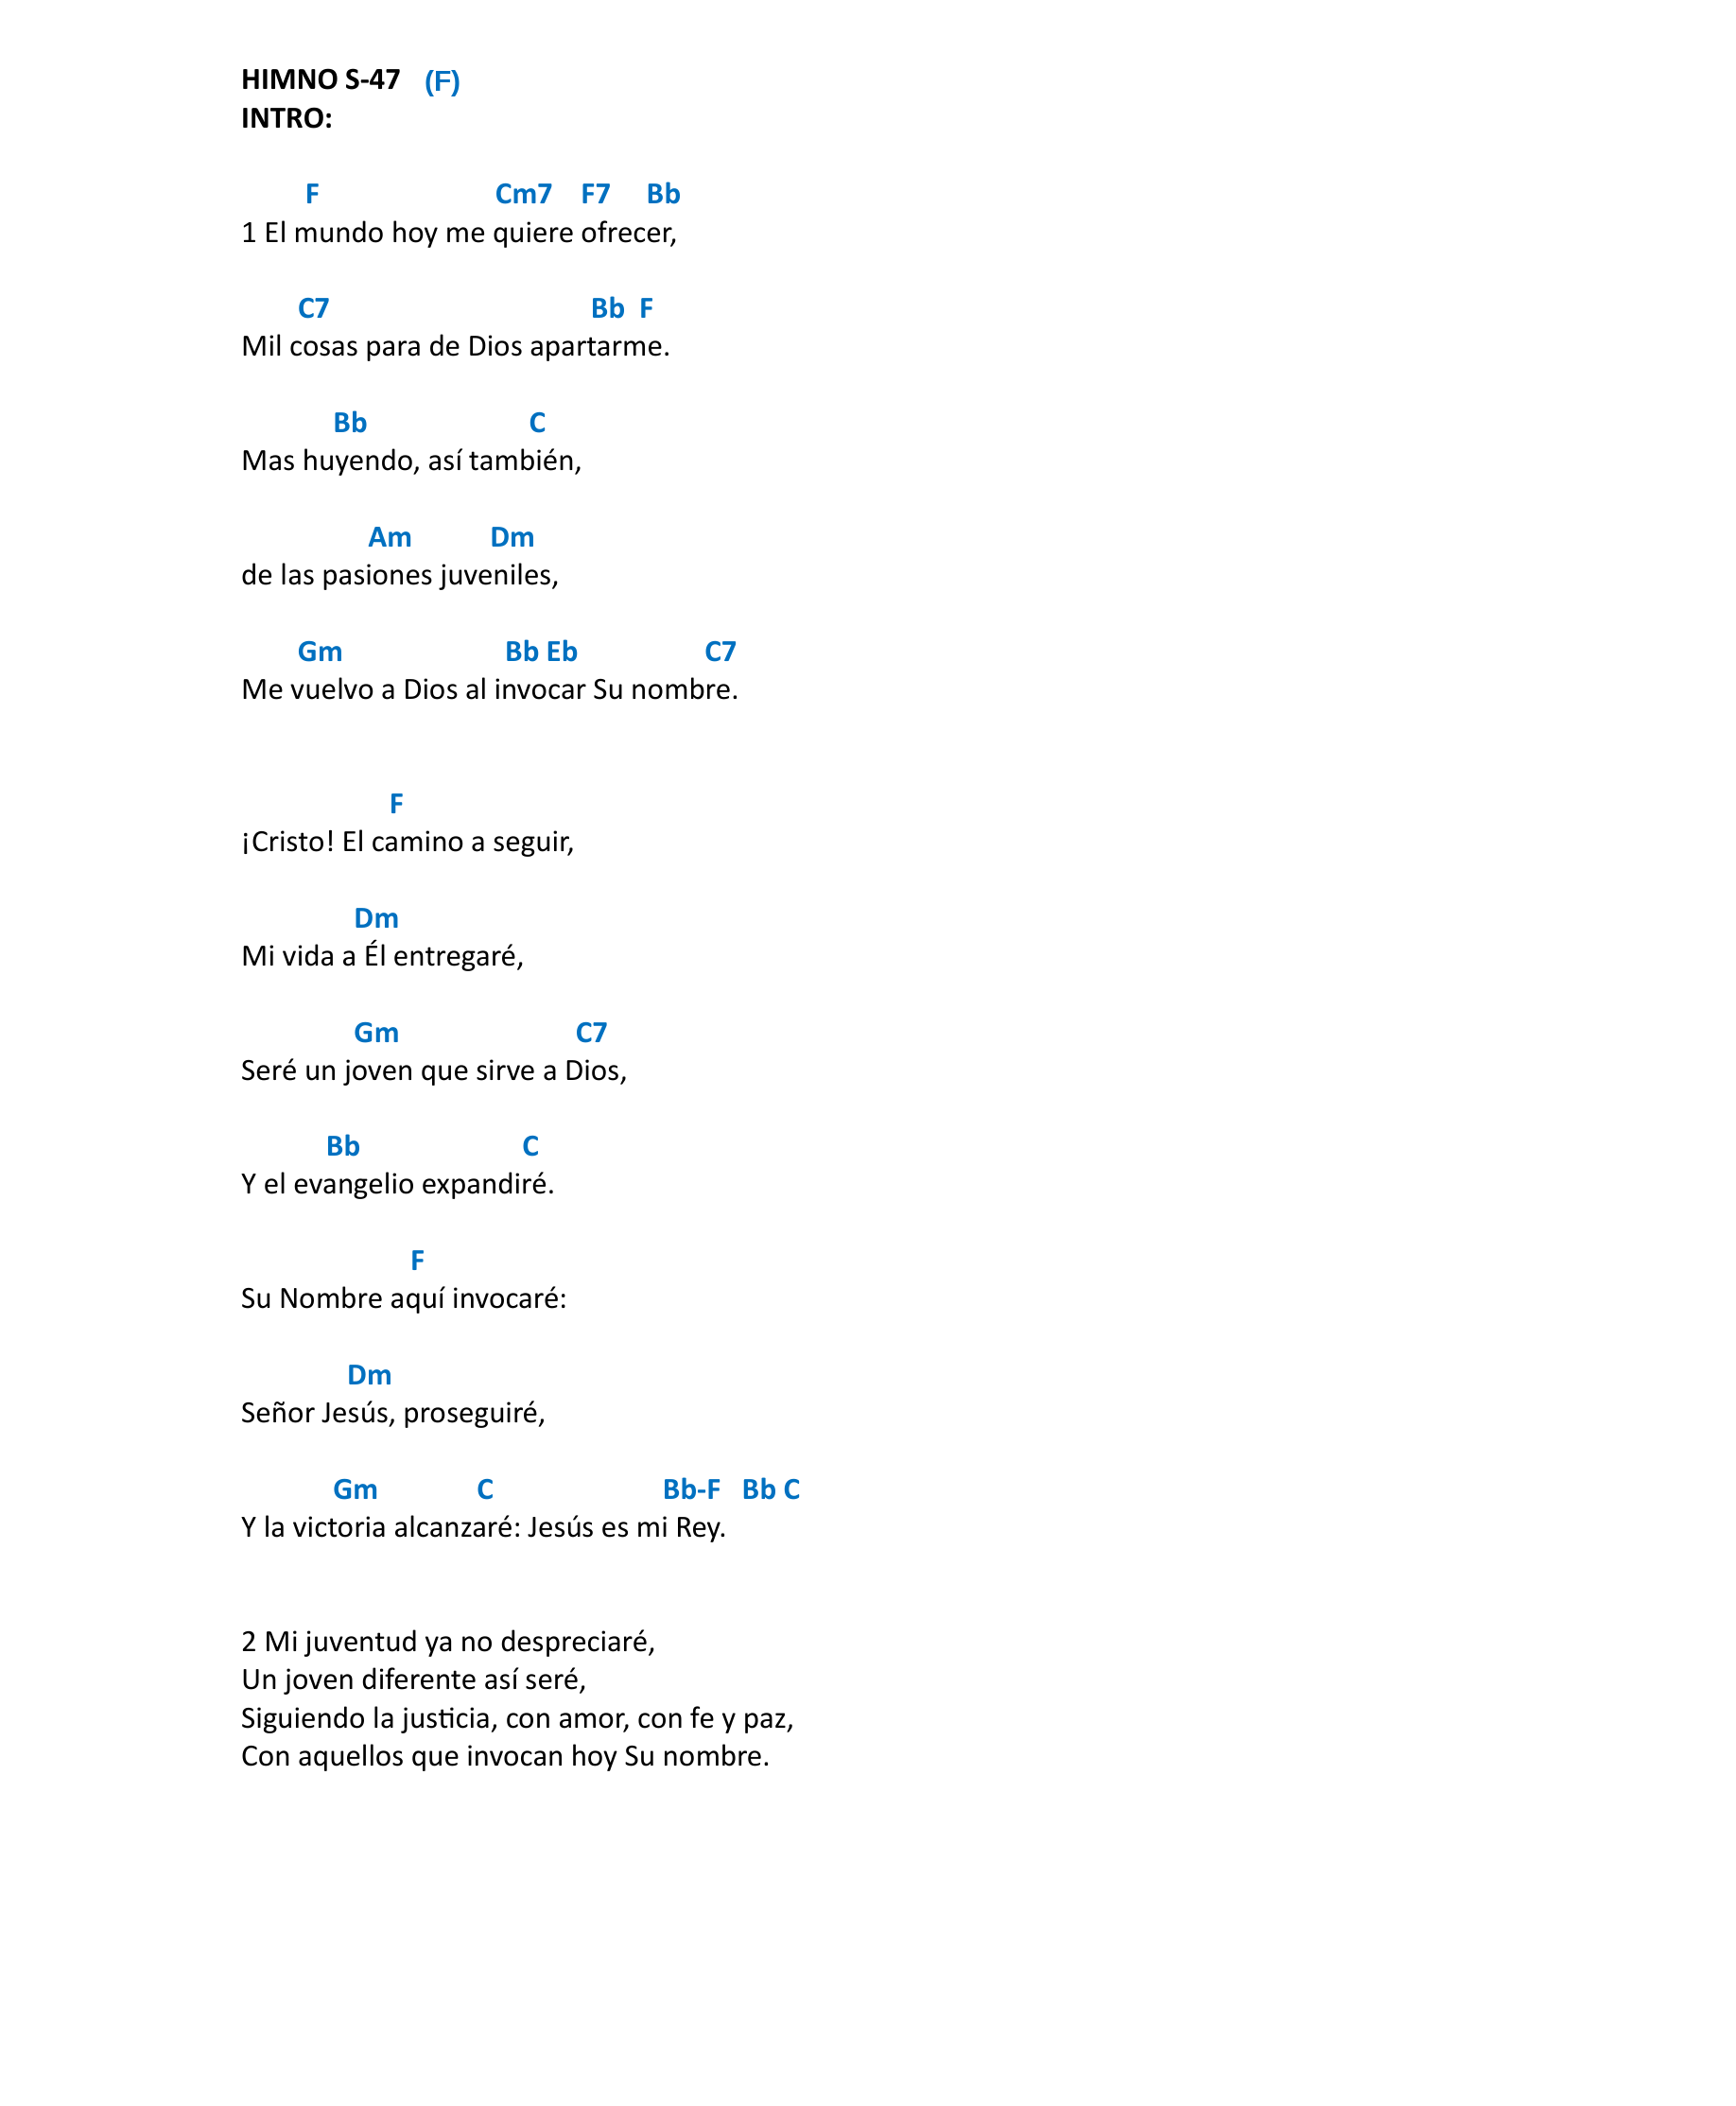 HIMNO S-47 (F)
INTRO:
F Cm7 F7 Bb
1 El mundo hoy me quiere ofrecer,
C7 Bb F
Mil cosas para de Dios apartarme.
Bb C
Mas huyendo, así también,
Am Dm
de las pasiones juveniles,
Gm Bb Eb C7
Me vuelvo a Dios al invocar Su nombre.
F
¡Cristo! El camino a seguir,
Dm
Mi vida a Él entregaré,
Gm C7
Seré un joven que sirve a Dios,
Bb C
Y el evangelio expandiré.
F
Su Nombre aquí invocaré:
Dm
Señor Jesús, proseguiré,
Gm C Bb-F Bb C
Y la victoria alcanzaré: Jesús es mi Rey.
2 Mi juventud ya no despreciaré,
Un joven diferente así seré,
Siguiendo la justicia, con amor, con fe y paz,
Con aquellos que invocan hoy Su nombre.